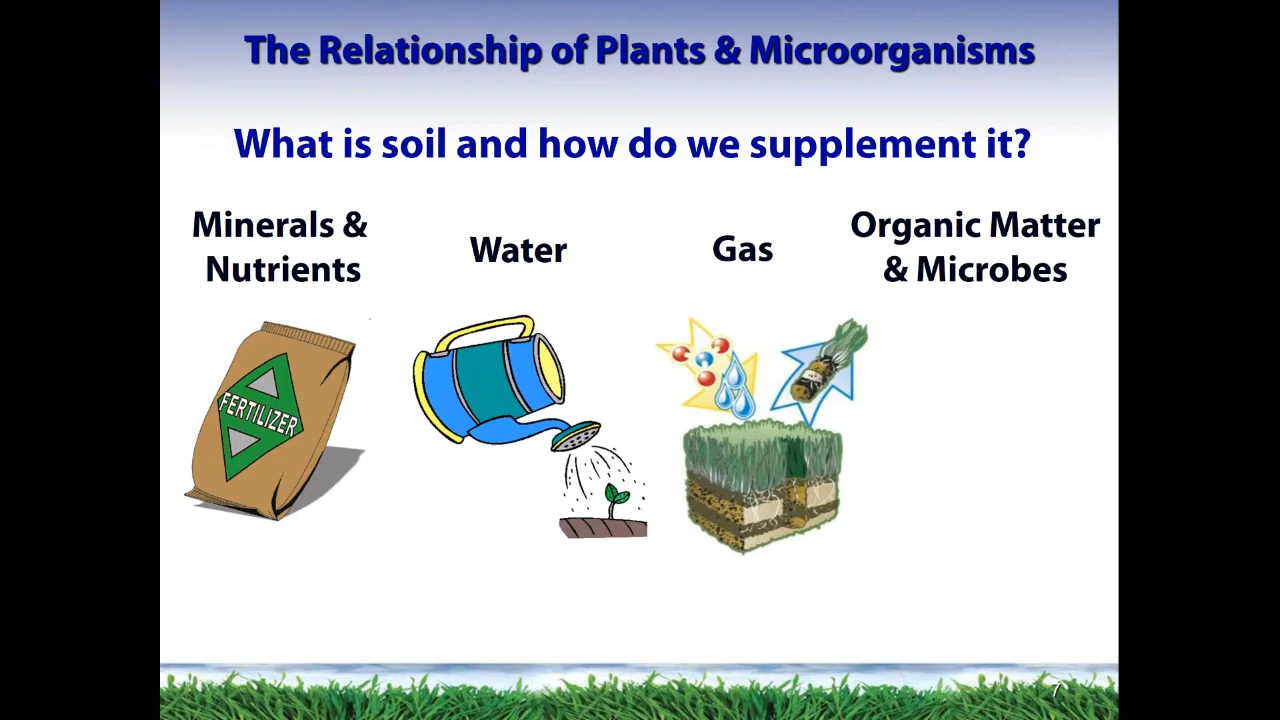 The Relationship of Plants & Microorganisms
What is soil and how do we supplement it?
Minerals &
Nutrients
Water
Gas
Organic Matter
& Microbes
FERTILIZER
7